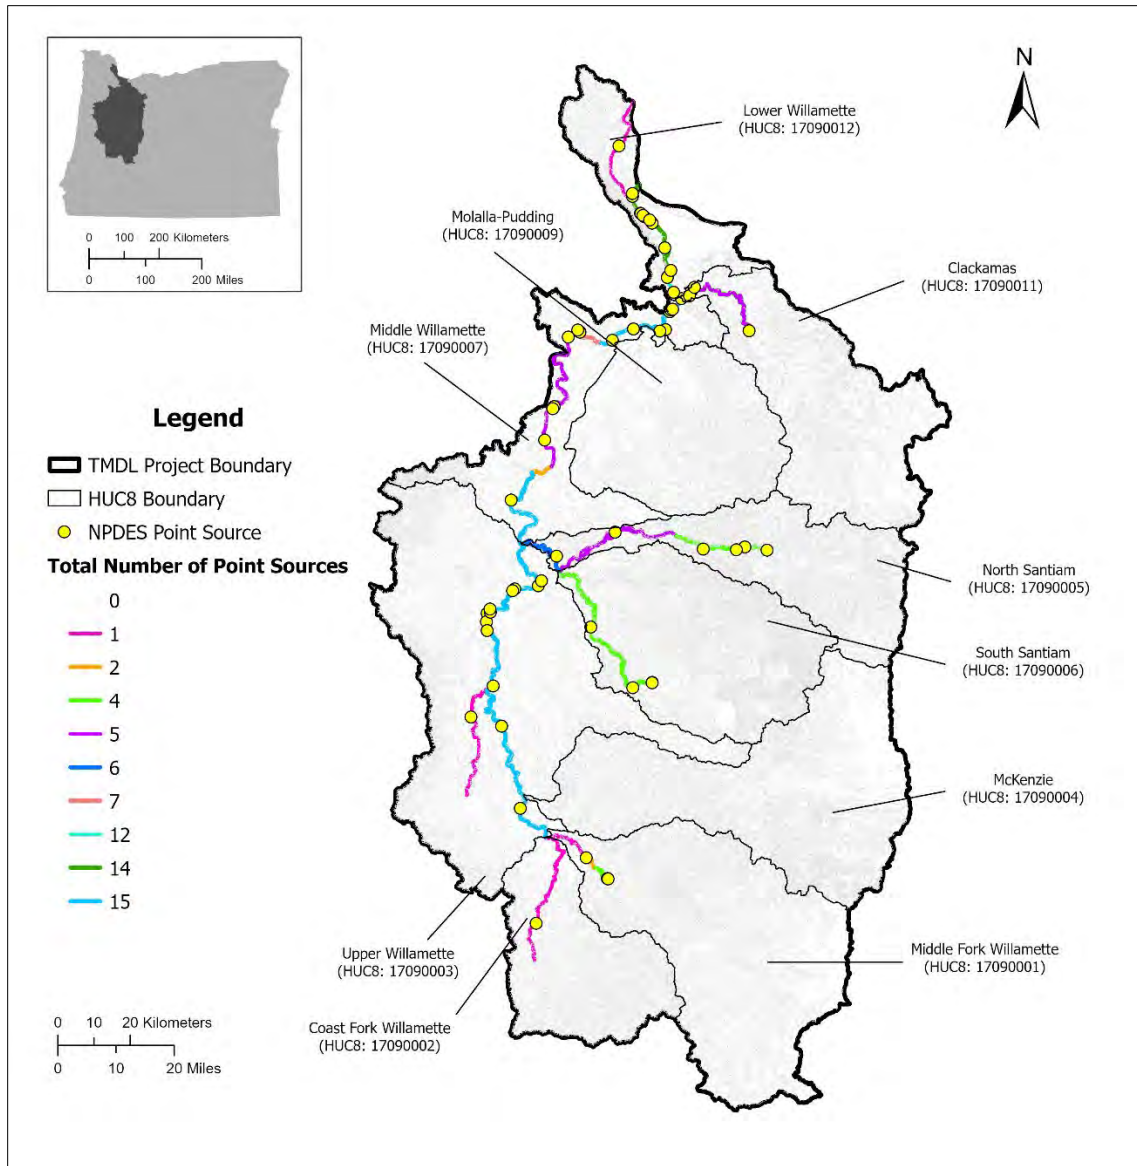 N
Lower Willamette
(HUC8: 17090012)
0 100 200 Kilometers
0 100 200 Miles
Molalla-Pudding
(HUC8: 17090009)
Clackamas
(HUC8: 17090011)
Middle Willamette
(HUC8: 17090007)
Legend
TMDL Project Boundary
HUC8 Boundary
NPDES Point Source
Total Number of Point Sources
0
1
2
4
5
6
7
12
14
15
North Santiam
(HUC8: 17090005)
South Santiam
(HUC8: 17090006)
McKenzie
(HUC8: 17090004)
Upper Willamette
(HUC8: 17090003)
Middle Fork Willamette
(HUC8: 17090001)
Coast Fork Willamette
(HUC8: 17090002)
0 10 20 Kilometers
0 10 20 Miles